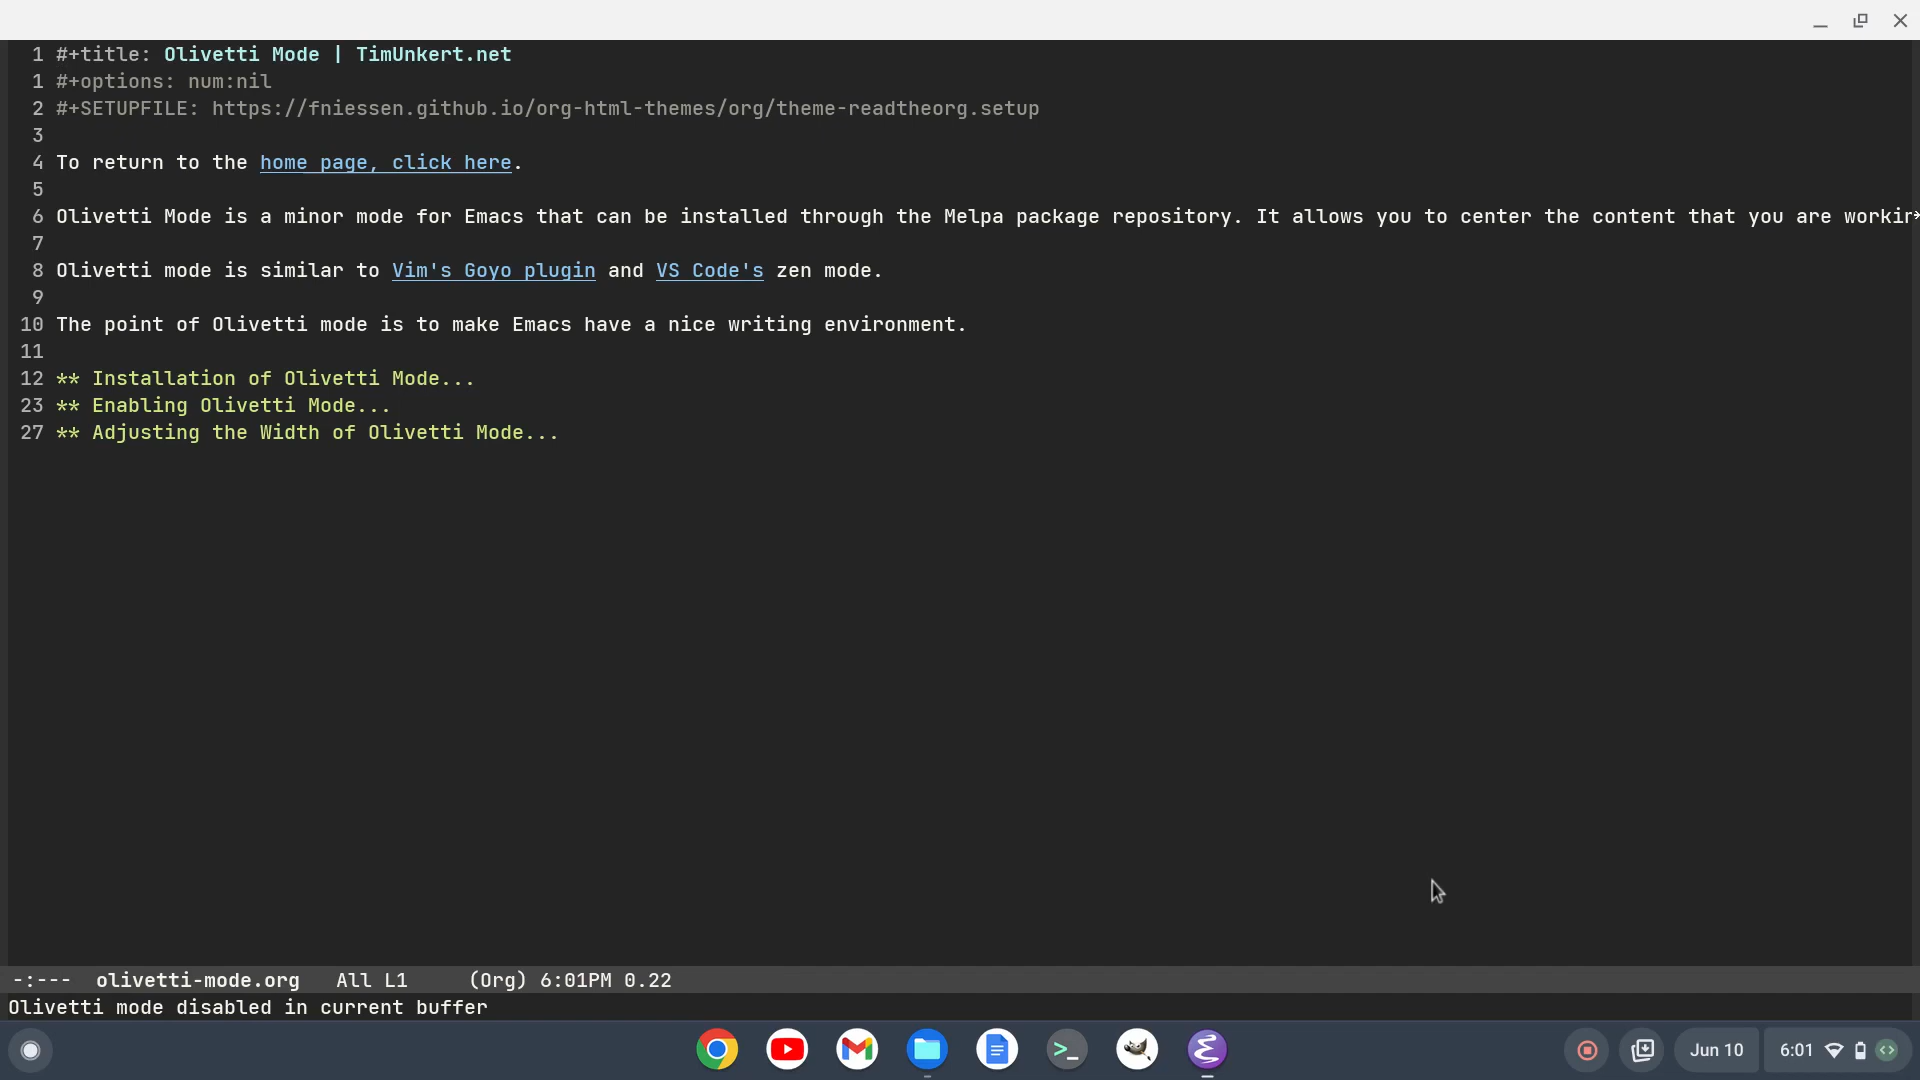 1 #+title: Olivetti Mode | TimUnkert.net
1 #+options: num:nil
2 #+SETUPFILE: https://fniessen.github.io/org-html-themes/org/theme-readtheorg.setup
3
4 To return to the home page, click here.
5
6 Olivetti Mode is a minor mode for Emacs that can be installed through the Melpa package repository. It allows you to center the content that you are workin
7
8 Olivetti mode is similar to Vim's Goyo plugin and VS Code's zen mode.
9
10 The point of Olivetti mode is to make Emacs have a nice writing environment.
11
12 ** Installation of Olivetti Mode...
23 ** Enabling Olivetti Mode...
27 ** Adjusting the Width of Olivetti Mode...
-:--- olivetti-mode.org All L1 (Org) 6:01PM 0.22
Olivetti mode disabled in current buffer
Jun 10 6:01